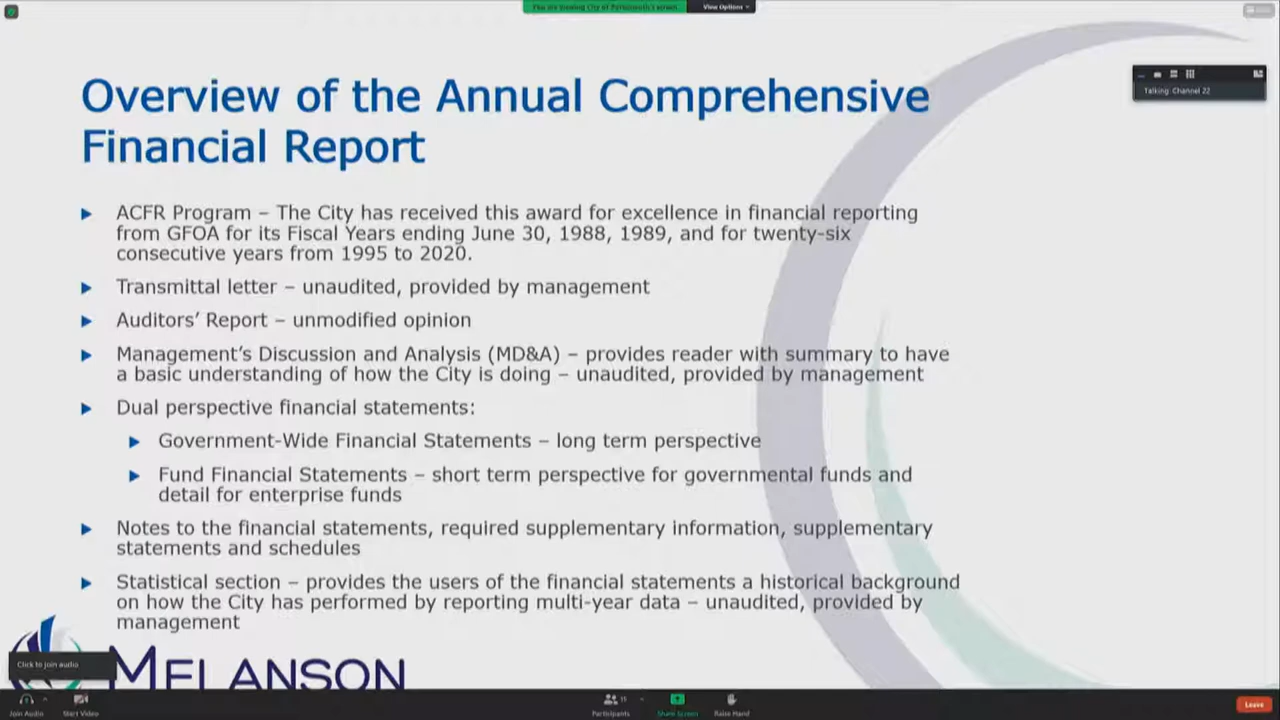 You are viewing City of Portsmouth's screen
View Options
Talking: Channel 22
Overview of the Annual Comprehensive
Financial Report
ACFR Program – The City has received this award for excellence in financial reporting
from GFOA for its Fiscal Years ending June 30, 1988, 1989, and for twenty-six
consecutive years from 1995 to 2020.
Transmittal letter – unaudited, provided by management
Auditors’ Report – unmodified opinion
Management’s Discussion and Analysis (MD&A) – provides reader with summary to have
a basic understanding of how the City is doing – unaudited, provided by management
Dual perspective financial statements:
Government-Wide Financial Statements – long term perspective
Fund Financial Statements – short term perspective for governmental funds and
detail for enterprise funds
Notes to the financial statements, required supplementary information, supplementary
statements and schedules
Statistical section – provides the users of the financial statements a historical background
on how the City has performed by reporting multi-year data – unaudited, provided by
management
Click to join audio
MELANSON
Join Audio
Start Video
Participants
Share Screen
Raise Hand
Leave